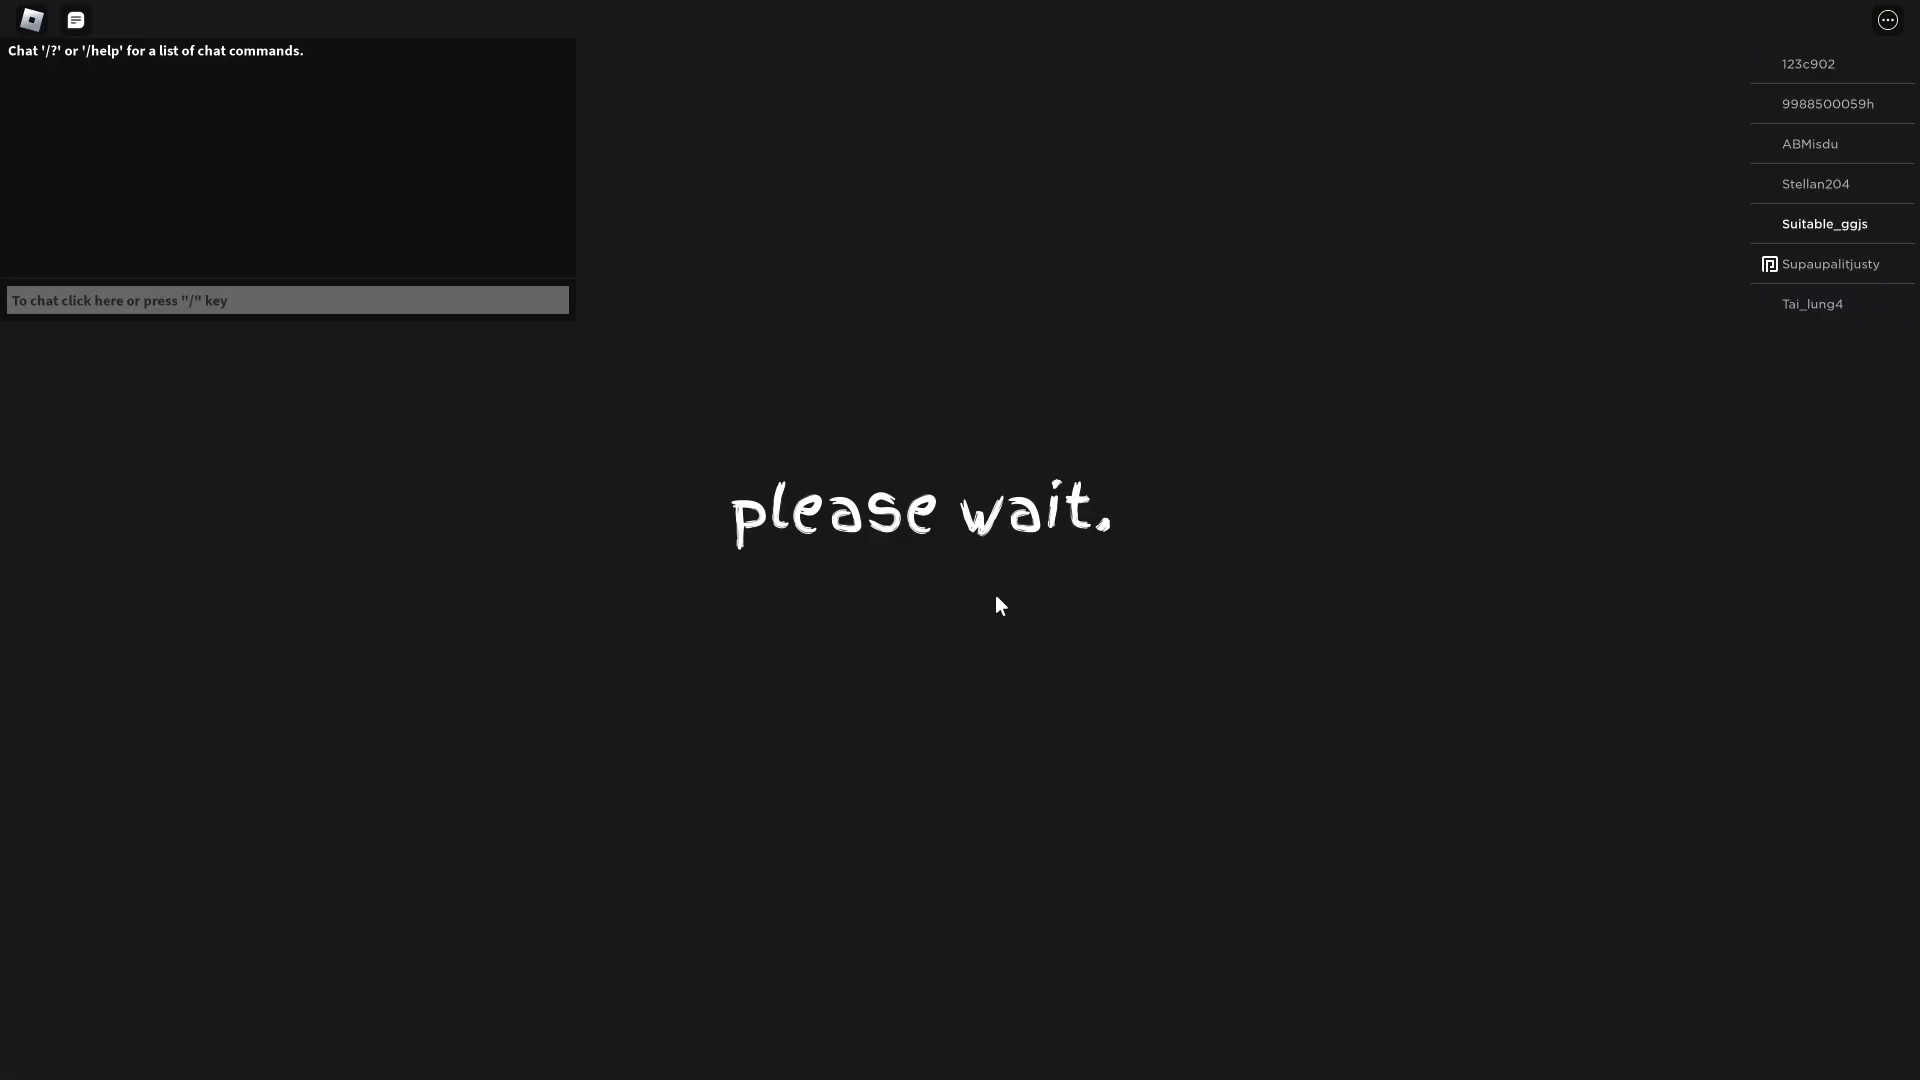 Chat '/?' or '/help' for a list of chat commands.
To chat click here or press "/" key
123c902
9988500059h
ABMisdu
Stellan204
Suitable_ggjs
Supaupalitjusty
Tai_lung4
please wait.